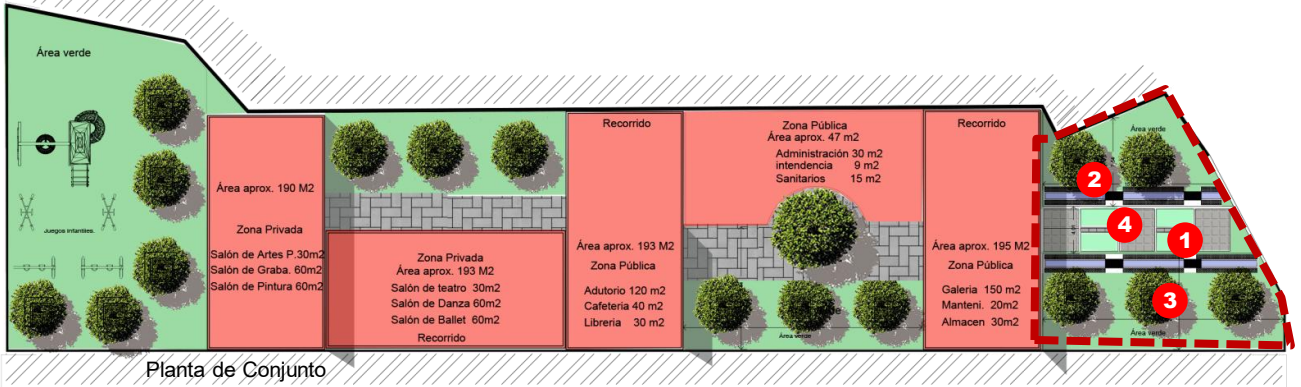 Área verde
Juegos infantiles.
Área aprox. 190 M2
Zona Privada
Salón de Artes P.30m2
Salón de Graba. 60m2
Salón de Pintura 60m2
Zona Privada
Área aprox. 193 M2
Salón de teatro 30m2
Salón de Danza 60m2
Salón de Ballet 60m2
Recorrido
Recorrido
Área aprox. 193 M2
Zona Pública
Adutorio 120 m2
Cafeteria 40 m2
Libreria 30 m2
Zona Pública
Área aprox. 47 m2
Administración 30 m2
intendencia 9 m2
Sanitarios 15 m2
Área verde
Recorrido
Área aprox. 195 M2
Zona Pública
Galeria 150 m2
Manteni. 20m2
Almacen 30m2
Área verde
2
4
1
3
Área verde
Planta de Conjunto